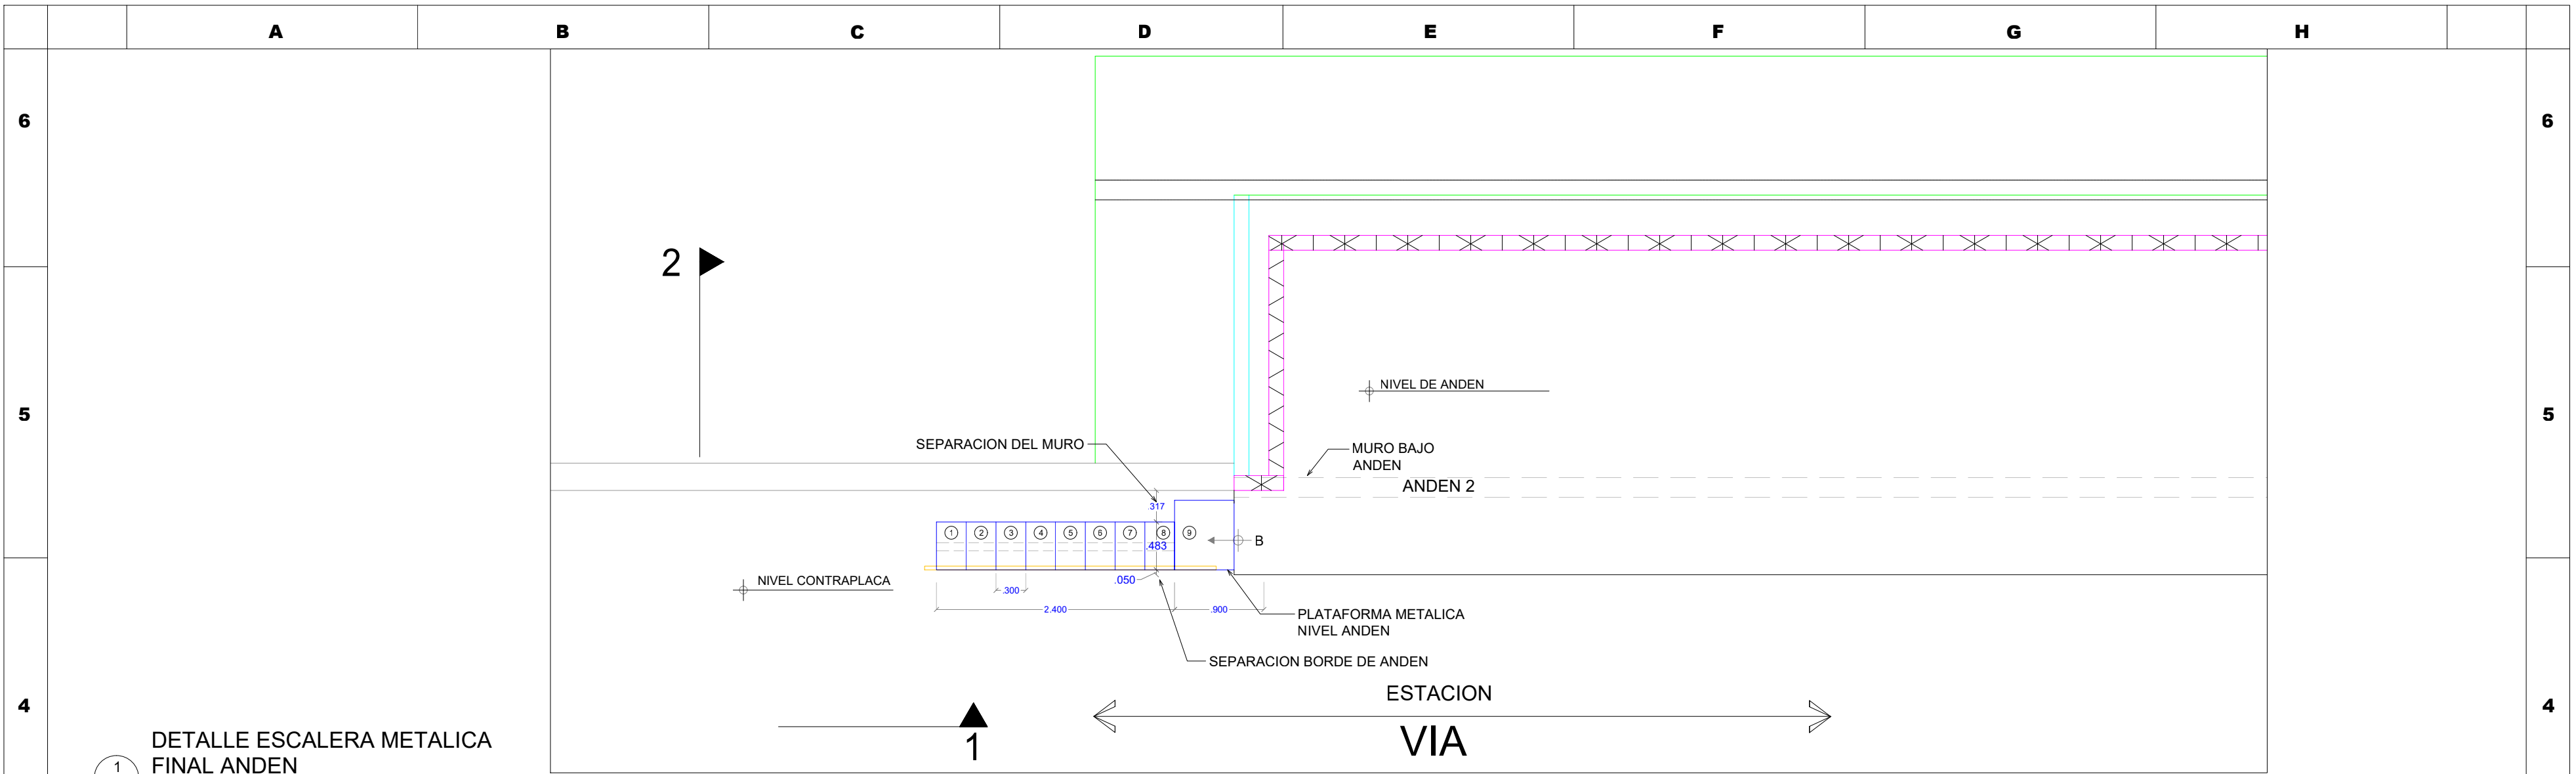 A B C D E F G H
6 6
2
NIVEL DE ANDEN
5 5
SEPARACION DEL MURO
MURO BAJO
ANDEN
ANDEN 2
.317
1 2 3 4 5 6 7 8 9
.483
B
NIVEL CONTRAPLACA
.050
.300
2.400
.900
PLATAFORMA METALICA
NIVEL ANDEN
SEPARACION BORDE DE ANDEN
ESTACION
4 4
VIA
1
DETALLE ESCALERA METALICA
FINAL ANDEN
1